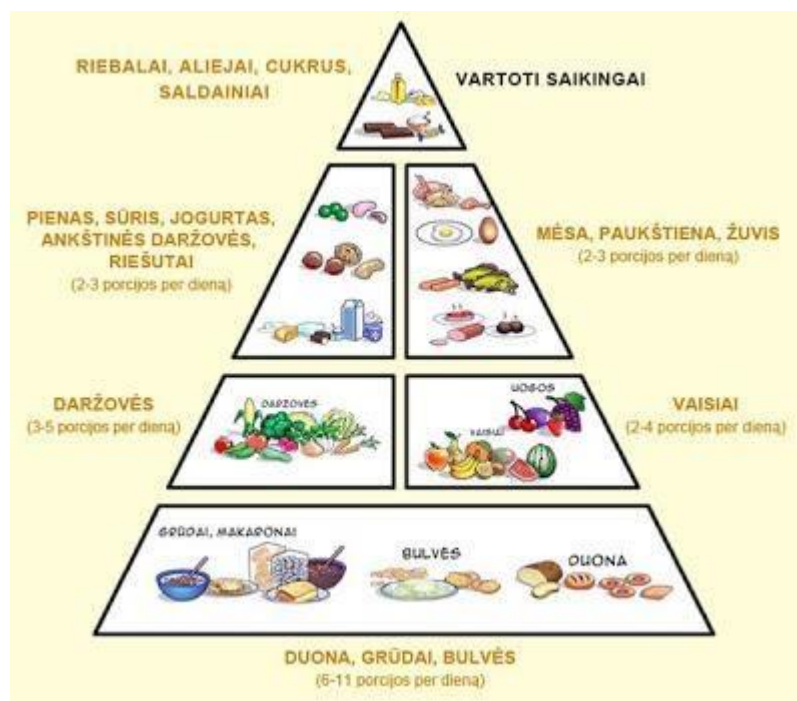 RIEBALAI, ALIEJAI, CUKRUS,
SALDAINIAI
VARTOTI SAIKINGAI
PIENAS, SŪRIS, JOGURTAS,
ANKŠTINĖS DARŽOVĖS,
RIEŠUTAI
(2-3 porcijos per dieną)
MĖSA, PAUKŠTIENA, ŽUVIS
(2-3 porcijos per dieną)
DARŽOVĖS
(3-5 porcijos per dieną)
DARŽOVĖS
UOGOS
VAISIAI
VAISIAI
(2-4 porcijos per dieną)
GRŪDAI, MAKARONAI
BULVĖS
DUONA
DUONA, GRŪDAI, BULVĖS
(6-11 porcijos per dieną)